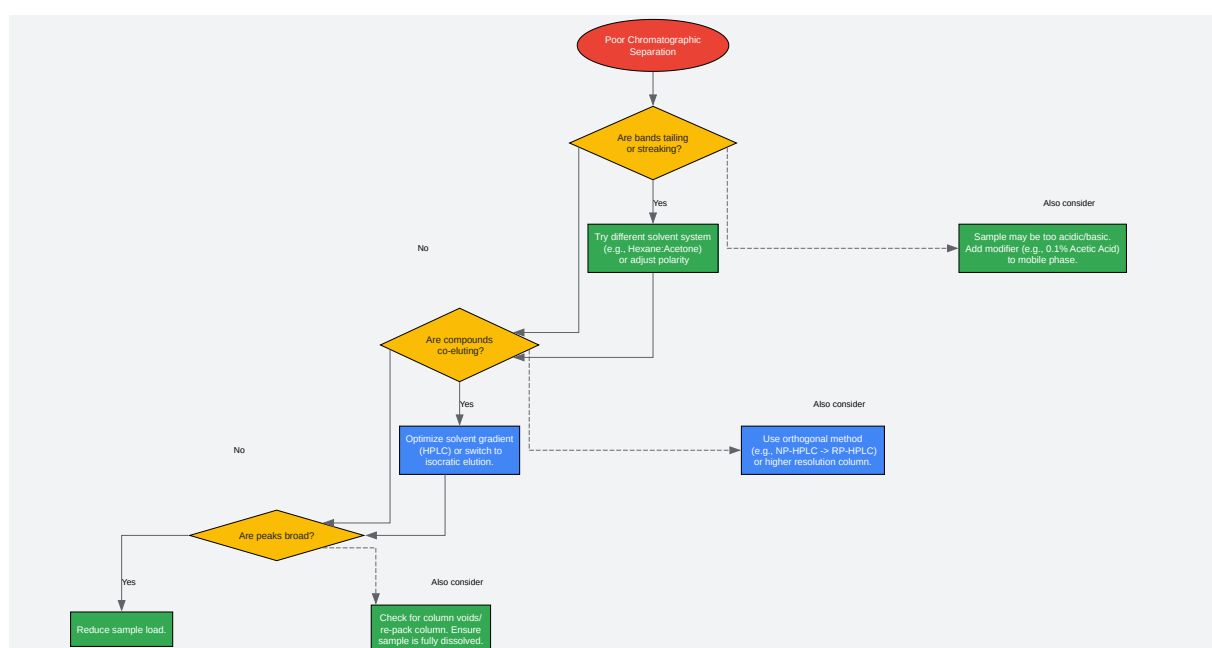 Poor Chromatographic
Separation
Are bands tailing
or streaking?
Yes
Also consider
Try different solvent system
(e.g., Hexane:Acetone)
or adjust polarity
Sample may be too acidic/basic.
Add modifier (e.g., 0.1% Acetic Acid)
to mobile phase.
No
Are compounds
co-eluting?
Yes
Also consider
Optimize solvent gradient
(HPLC) or switch to
isocratic elution.
Use orthogonal method
(e.g., NP-HPLC -> RP-HPLC)
or higher resolution column.
No
Are peaks broad?
Yes
Also consider
Reduce sample load.
Check for column voids/
re-pack column. Ensure
sample is fully dissolved.